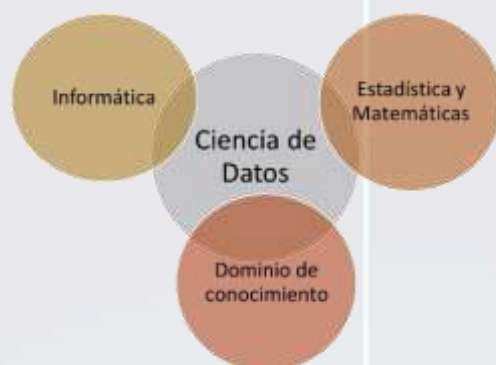 Informática
Estadística y
Matemáticas
Ciencia de
Datos
Dominio de
conocimiento